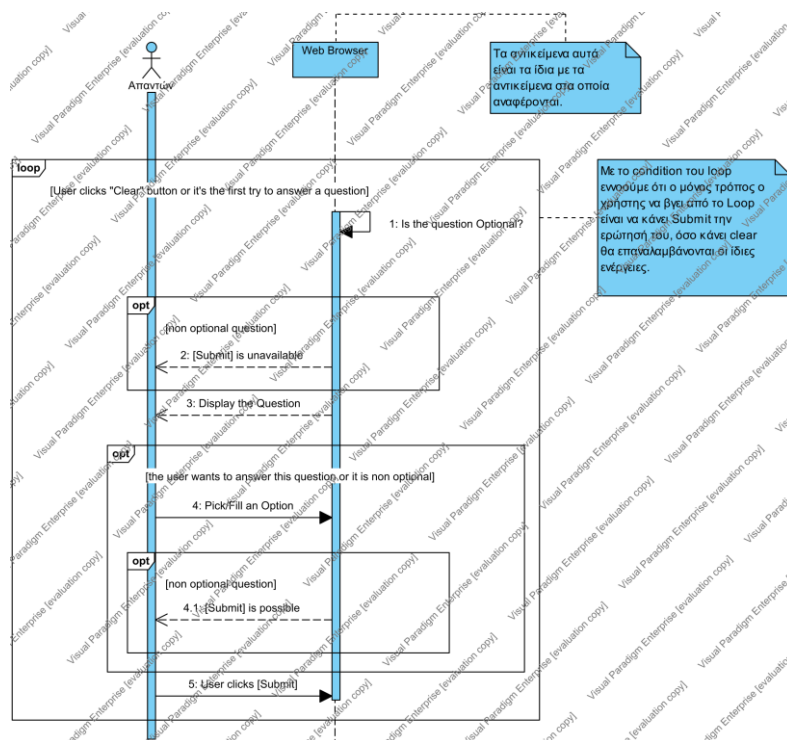 Απαντών
Web Browser
Τα αντικείμενα αυτά
είναι τα ίδια με τα
αντικείμενα στα οποία
αναφέρονται.
loop
[User clicks "Clear" button or it's the first try to answer a question]
Με το condition του loop
εννοούμε ότι ο μόνος τρόπος ο
χρήστης να βγει από το Loop
είναι να κάνει Submit την
ερώτησή του, όσο κάνει clear
θα επαναλαμβάνονται οι ίδιες
ενέργειες.
1: Is the question Optional?
opt
[non optional question]
2: [Submit] is unavailable
3: Display the Question
opt
[the user wants to answer this question or it is non optional]
4: Pick/Fill an Option
opt
[non optional question]
4.1: [Submit] is possible
5: User clicks [Submit]
Visual Paradigm Enterprise [evaluation copy]